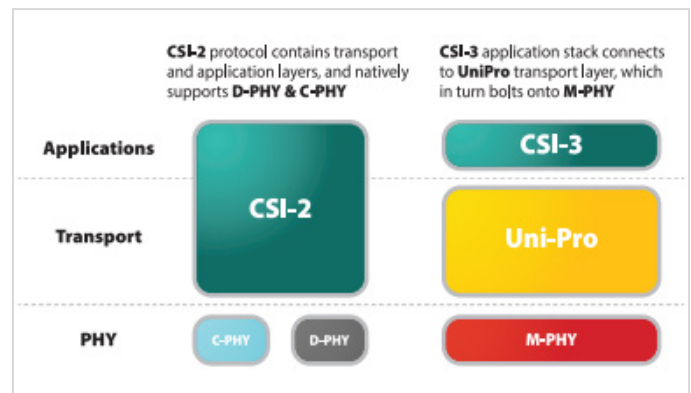 CSI-2 protocol contains transport
and application layers, and natively
supports D-PHY & C-PHY
CSI-3 application stack connects
to UniPro transport layer, which
in turn bolts onto M-PHY
Applications
CSI-3
CSI-2
Transport
Uni-Pro
PHY
C-PHY
D-PHY
M-PHY